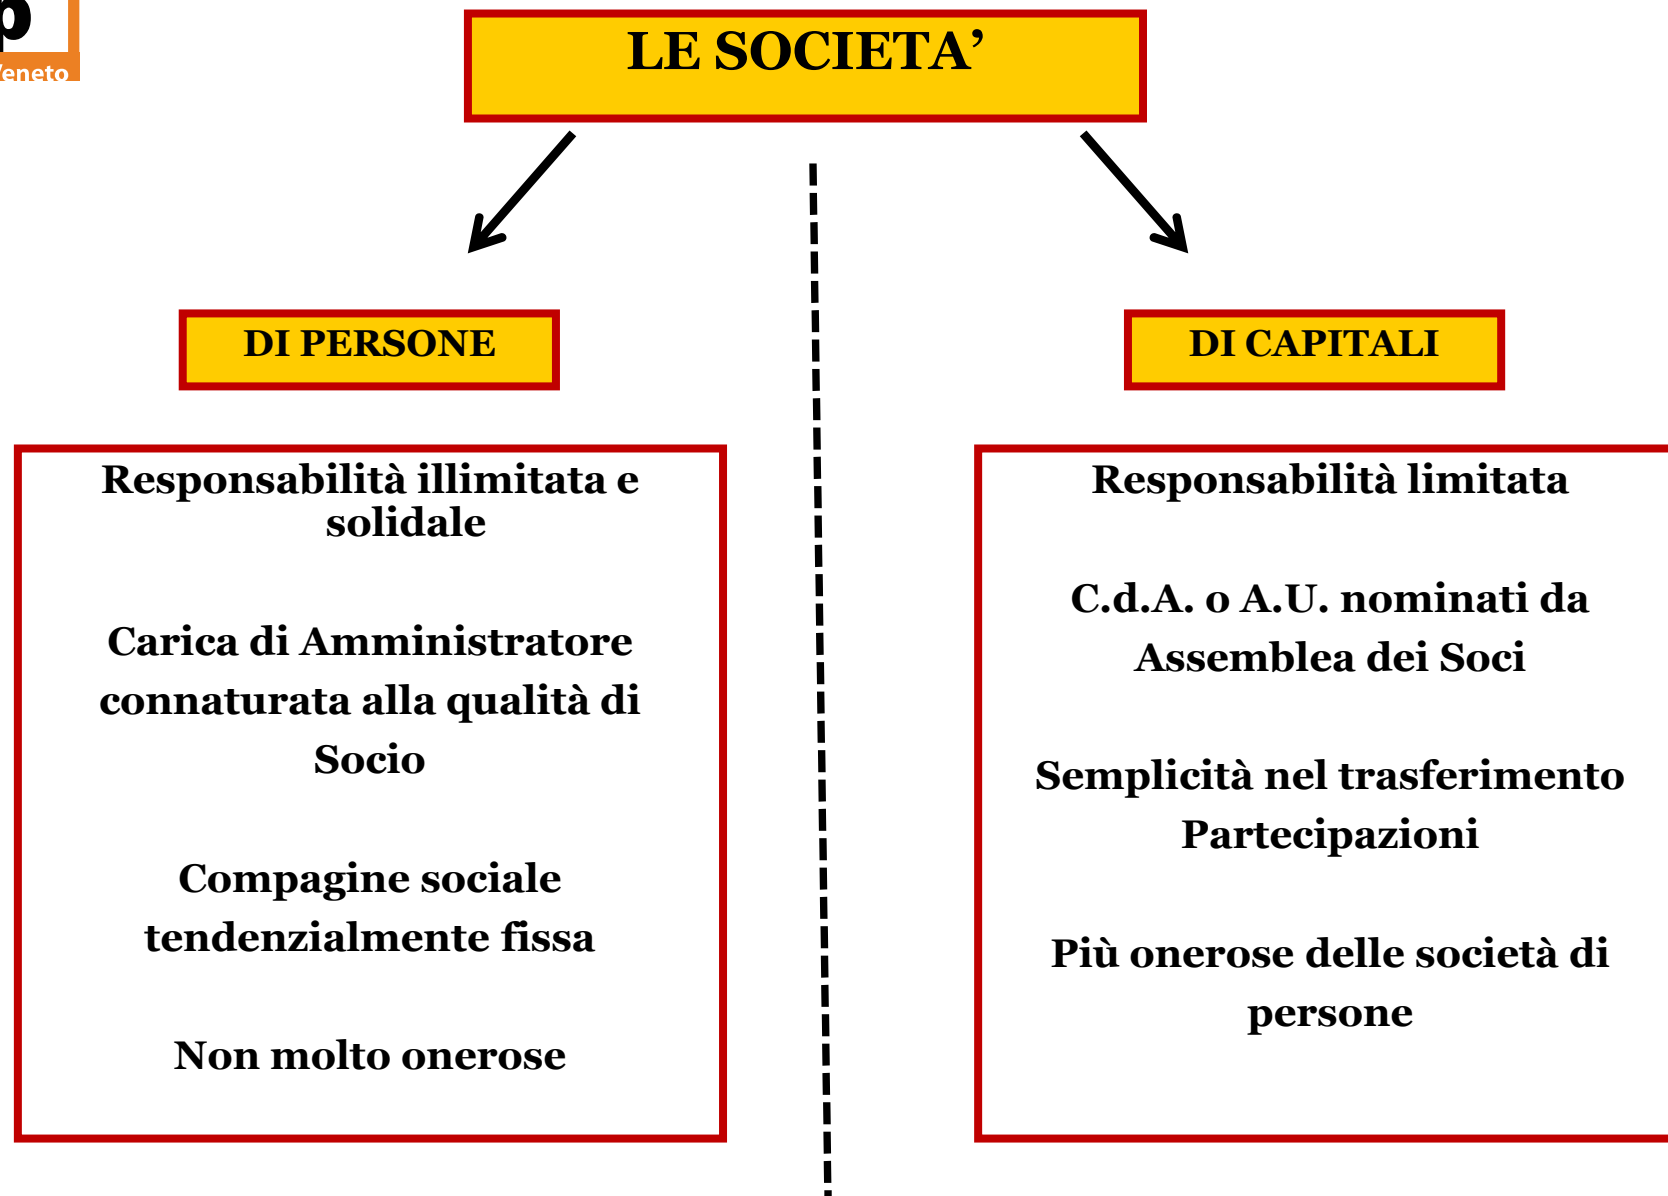 p
Veneto
LE SOCIETA’
DI PERSONE
Responsabilità illimitata e
solidale
Carica di Amministratore
connaturata alla qualità di
Socio
Compagine sociale
tendenzialmente fissa
Non molto onerose
DI CAPITALI
Responsabilità limitata
C.d.A. o A.U. nominati da
Assemblea dei Soci
Semplicità nel trasferimento
Partecipazioni
Più onerose delle società di
persone